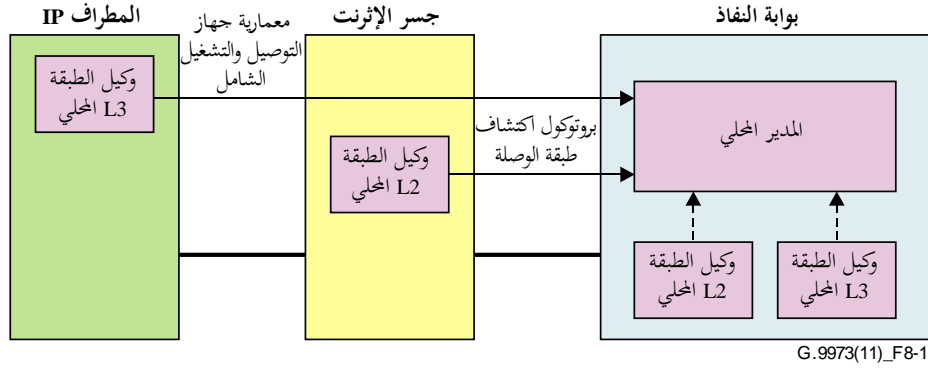 المطراف IP
جسر الإثرنت
بوابة النفاذ
معمارية جهاز
التوصيل والتشغيل
الشامل
وكيل الطبقة
المحلي L3
بروتوكول اكتشاف
طبقة الوصلة
وكيل الطبقة
المحلي L2
المدير المحلي
وكيل الطبقة
المحلي L2
وكيل الطبقة
المحلي L3
G.9973(11)_F8-1